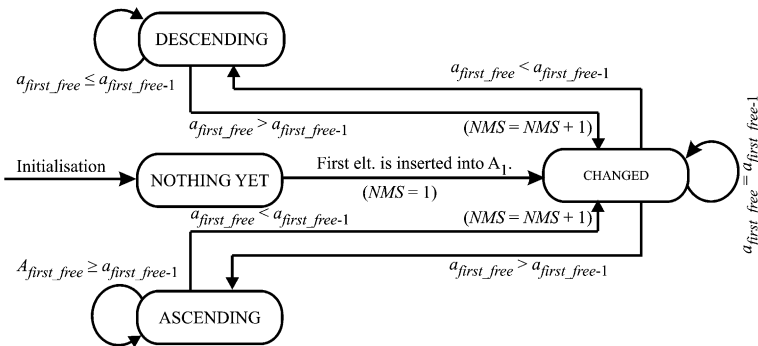 DESCENDING
a_first_free ≤ a_first_free-1
a_first_free < a_first_free-1
a_first_free > a_first_free-1
(NMS = NMS + 1)
Initialisation
NOTHING YET
First elt. is inserted into A_1.
(NMS = 1)
CHANGED
a_first_free = a_first_free-1
a_first_free < a_first_free-1
(NMS = NMS + 1)
A_first_free ≥ a_first_free-1
a_first_free > a_first_free-1
ASCENDING